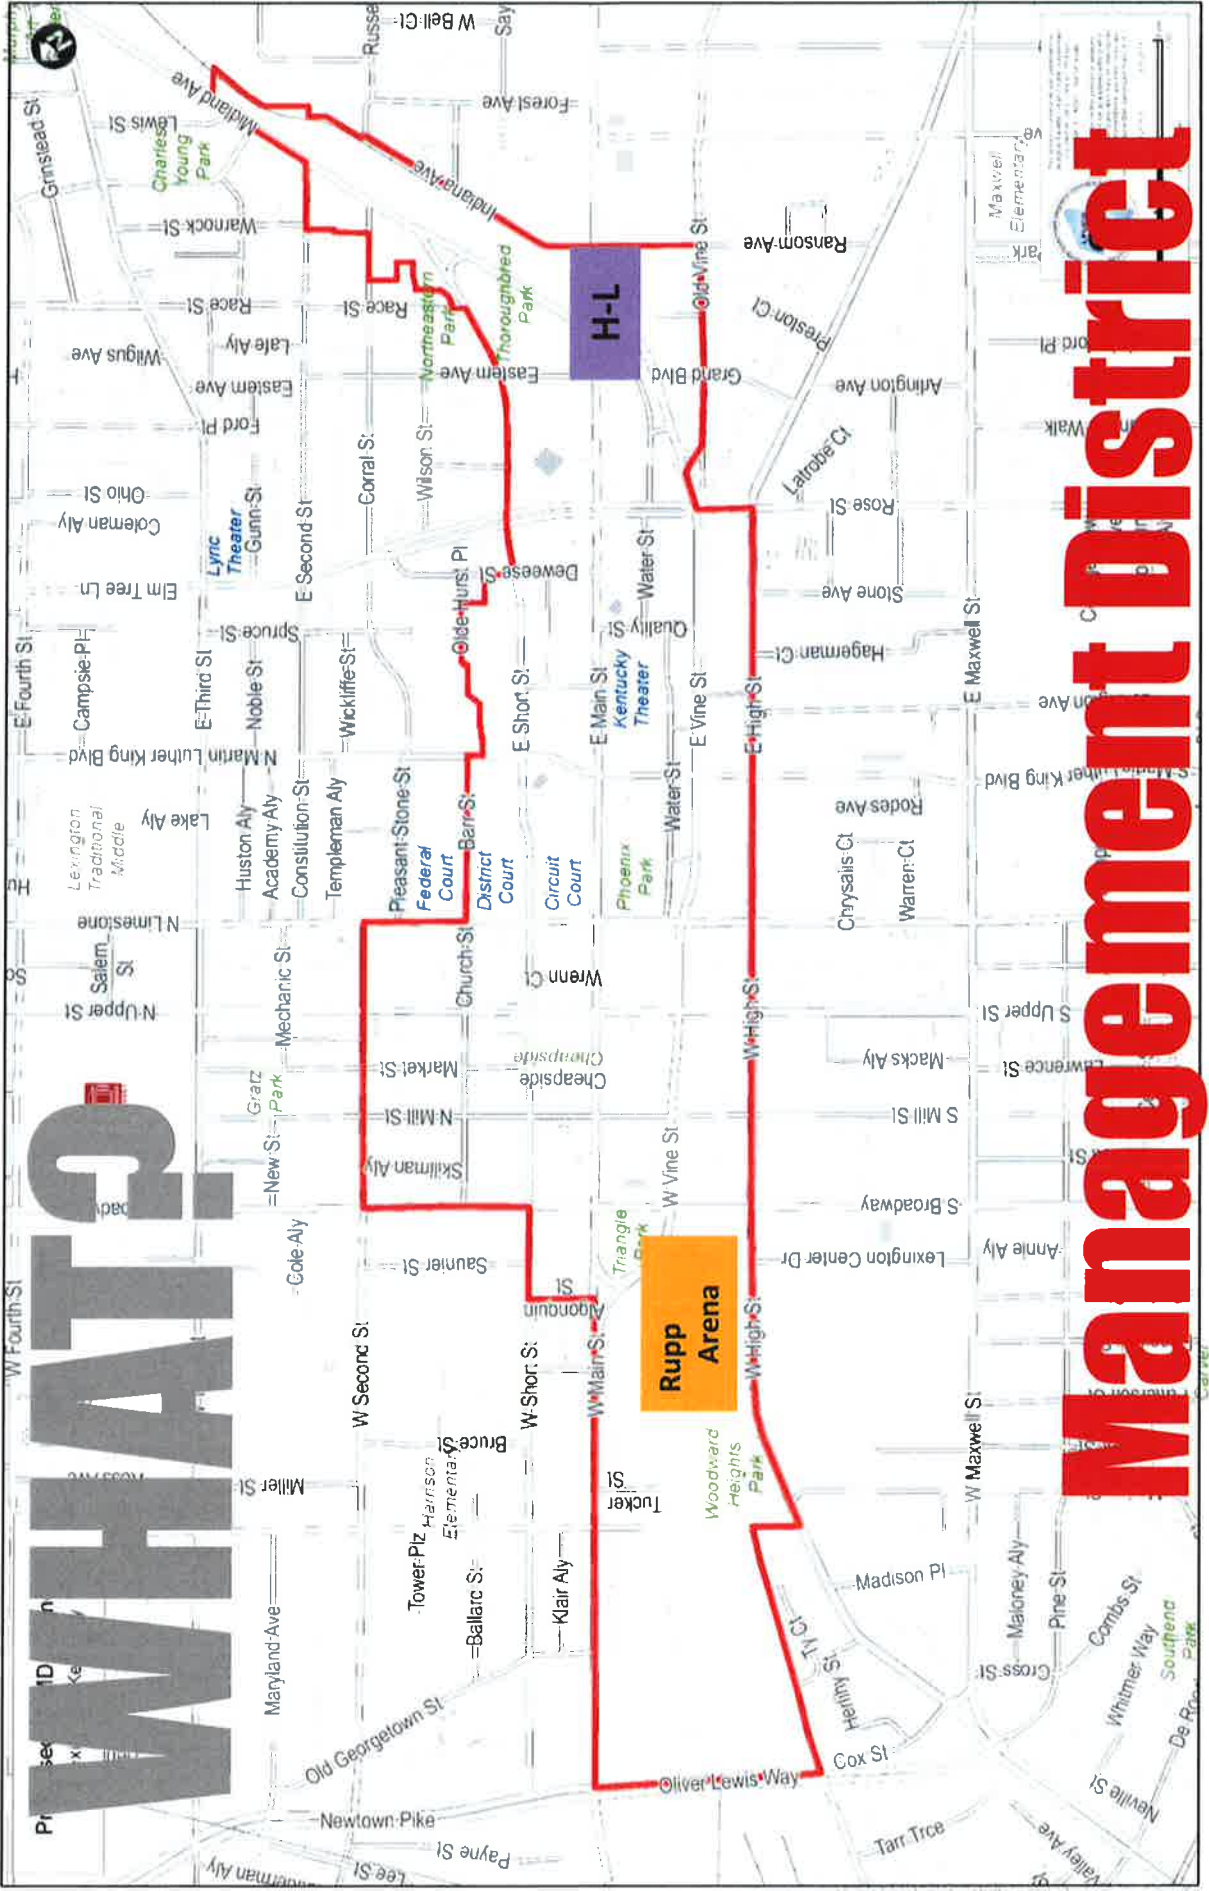 WHAT?
Management District
W Fourth St
E Fourth St
Grinstead St
Charles
Young
Park
Lewis St
Midland Ave
Warnock St
Race St
Wilgus Ave
Lafe Aly
Eastern Ave
Ford Pl
Ohio St
Coleman Aly
Elm Tree Ln
Lyric
Theater
Gunn St
E Second St
Spruce St
Campsie Pl
E Third St
Noble St
Wickliffe St
N Martin Luther King Blvd
Lake Aly
Lexington
Traditional
Middle
Huston Aly
Academy Aly
Constitution St
Templeman Aly
N Limestone
Salem
St
N Upper St
Mechanic St
Gratz
Park
New St
Cole Aly
W Second St
Miller St
Maryland Ave
Old Georgetown St
Newtown Pike
Payne St
Lee St
Tower Plz
Harrison
Elementary
Ballard St
Bruce St
Klair Aly
W Short St
Saunier St
Algonquin
St
W Main St
Tucker
St
Skillman Aly
N Mill St
Market St
Church St
Cheapside
Cheapside
Wrenn Ct
Pleasant Stone St
Barr St
Federal
Court
District
Court
Circuit
Court
Phoenix
Park
E Short St
E Main St
Kentucky
Theater
Olde Hurst Pl
Deweese St
Quality St
Water St
Water St
Corral St
Wilson St
Race St
Northeastern
Park
Thoroughbred
Park
Eastern Ave
Indiana Ave
Forest Ave
W Bell Ct
H-L
Old Vine St
Grand Blvd
Ransom Ave
Preston Ct
Arlington Ave
Latrobe Ct
Rose St
Stone Ave
Hagerman Ct
E Maxwell St
E Vine St
E High St
Rodes Ave
S Martin Luther King Blvd
Chrysalis Ct
Warren Ct
W High St
S Upper St
Macks Aly
Lawrence St
S Mill St
W Vine St
S Broadway
Triangle
Park
Lexington Center Dr
Annie Aly
Rupp
Arena
W High St
Woodward
Heights
Park
W Maxwell St
Madison Pl
Maloney Aly
Pine St
Combs St
Ty Ct
Henry St
Cross St
Whitmer Way
Southend
Park
Oliver Lewis Way
Cox St
Neville St
Tarr Trce
Valley Ave
Maxwell
Elementary